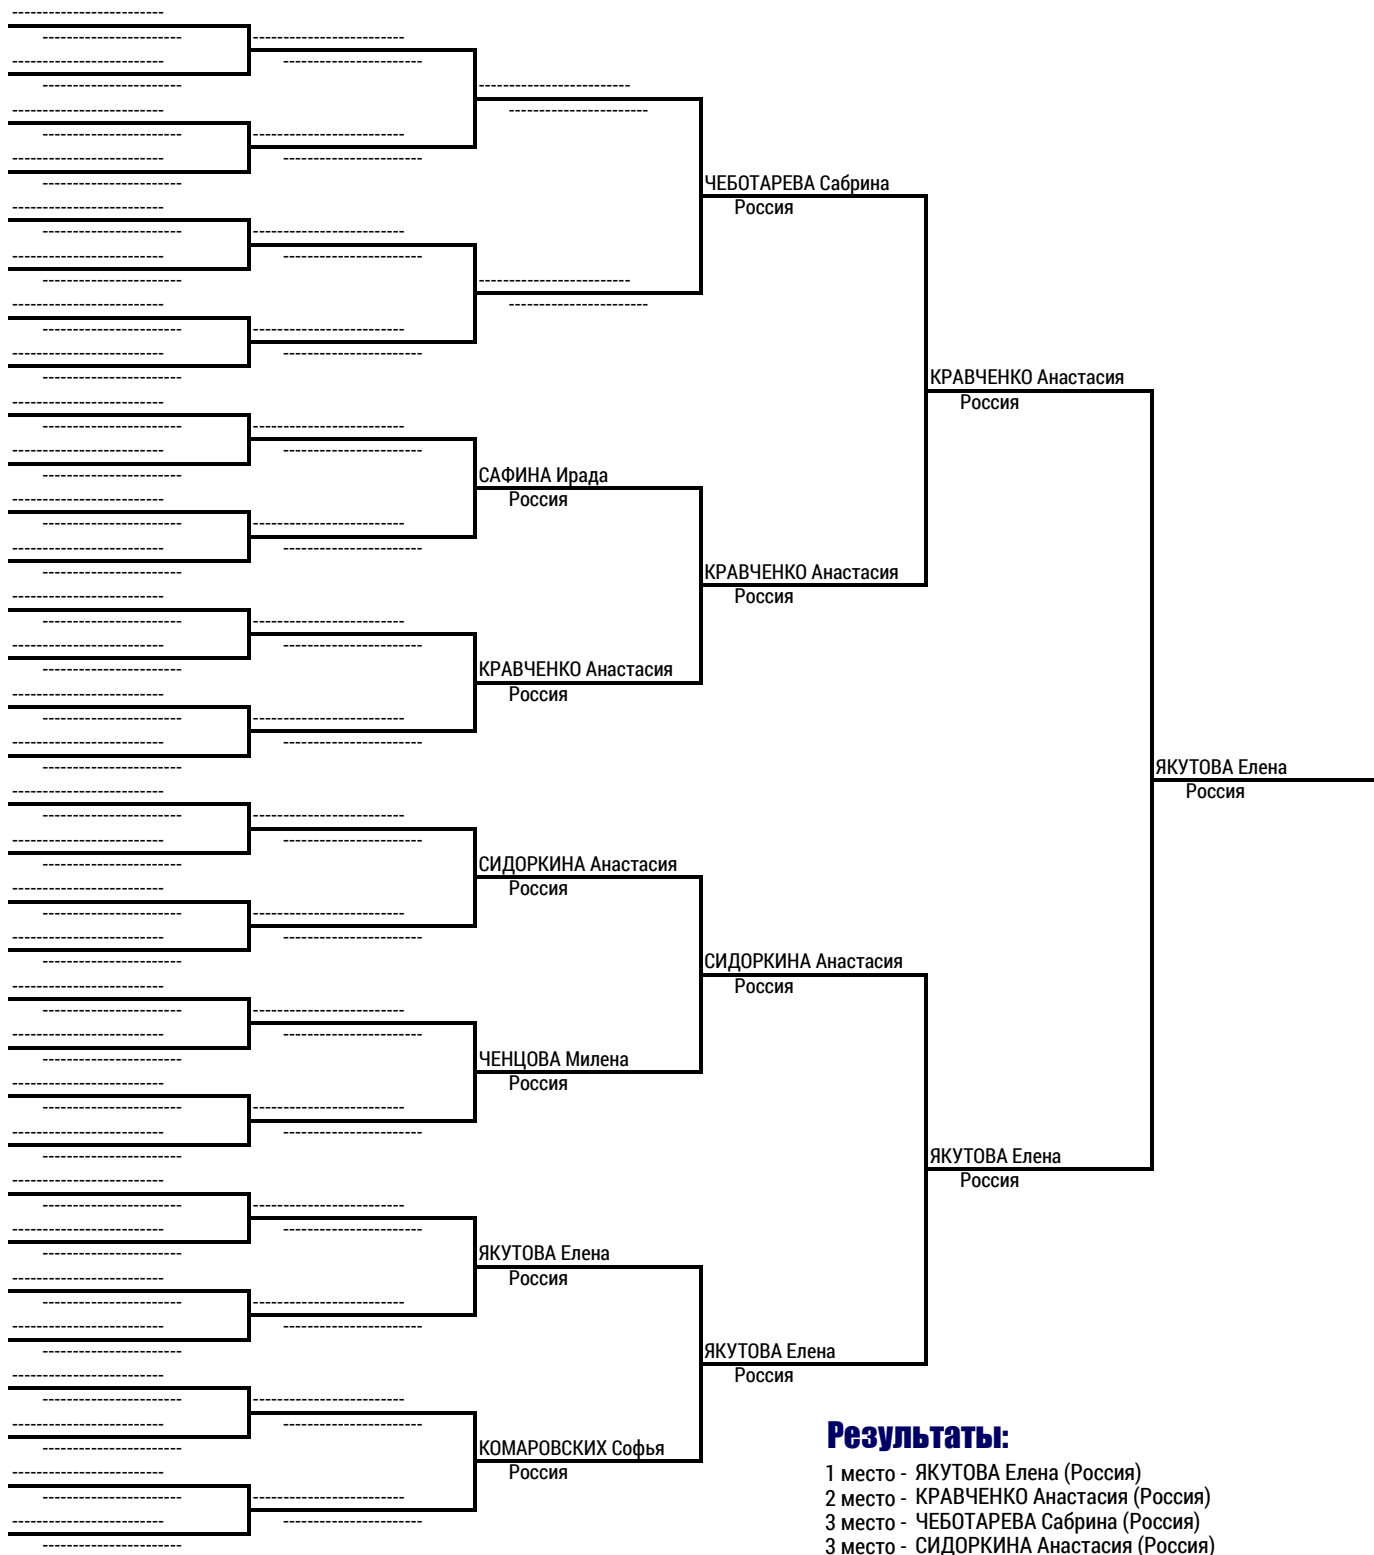 ЧЕБОТАРЕВА Сабрина
Россия
КРАВЧЕНКО Анастасия
Россия
САФИНА Ирада
Россия
КРАВЧЕНКО Анастасия
Россия
КРАВЧЕНКО Анастасия
Россия
ЯКУТОВА Елена
Россия
СИДОРКИНА Анастасия
Россия
СИДОРКИНА Анастасия
Россия
ЧЕНЦОВА Милена
Россия
ЯКУТОВА Елена
Россия
ЯКУТОВА Елена
Россия
ЯКУТОВА Елена
Россия
КОМАРОВСКИХ Софья
Россия
Результаты:
1 место - ЯКУТОВА Елена (Россия)
2 место - КРАВЧЕНКО Анастасия (Россия)
3 место - ЧЕБОТАРЕВА Сабрина (Россия)
3 место - СИДОРКИНА Анастасия (Россия)